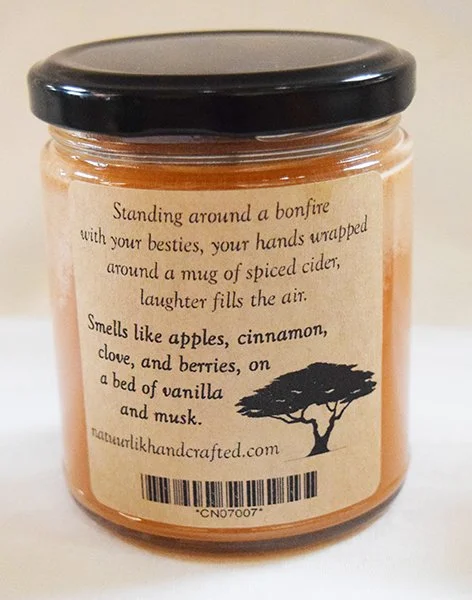 Standing around a bonfire
with your besties, your hands wrapped
around a mug of spiced cider,
laughter fills the air.
Smells like apples, cinnamon,
clove, and berries, on
a bed of vanilla
and musk.
natuurlikhandcrafted.com
*CN07007*